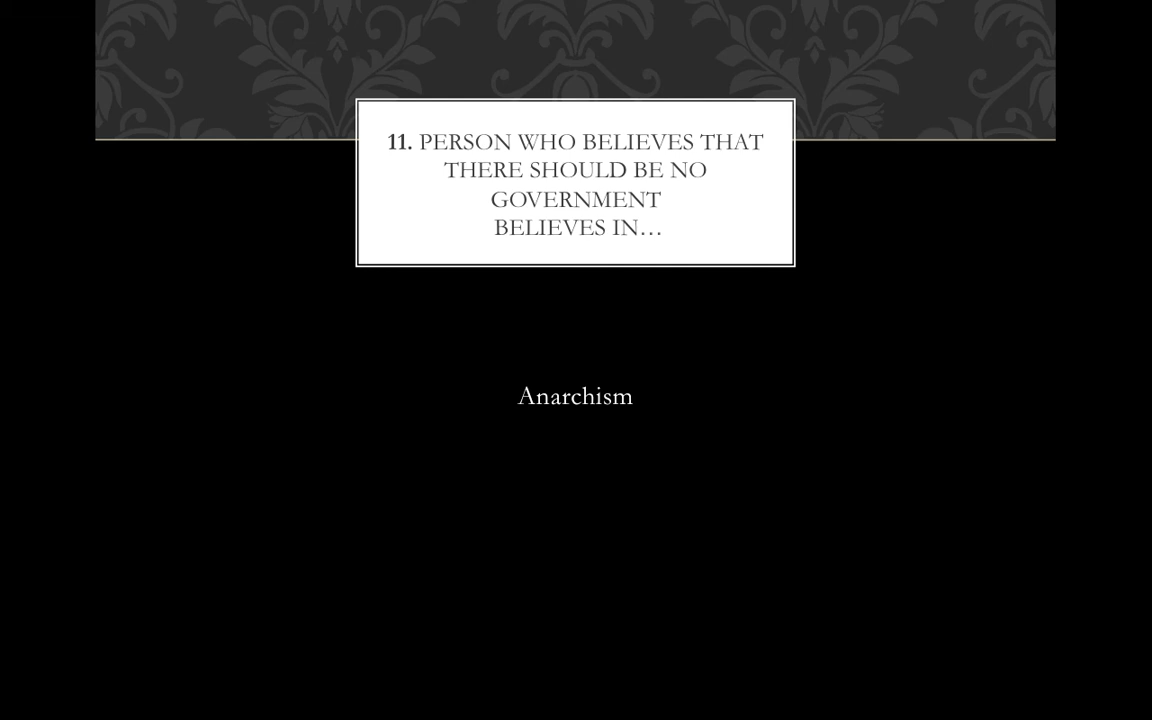 11. PERSON WHO BELIEVES THAT
THERE SHOULD BE NO
GOVERNMENT
BELIEVES IN…
Anarchism